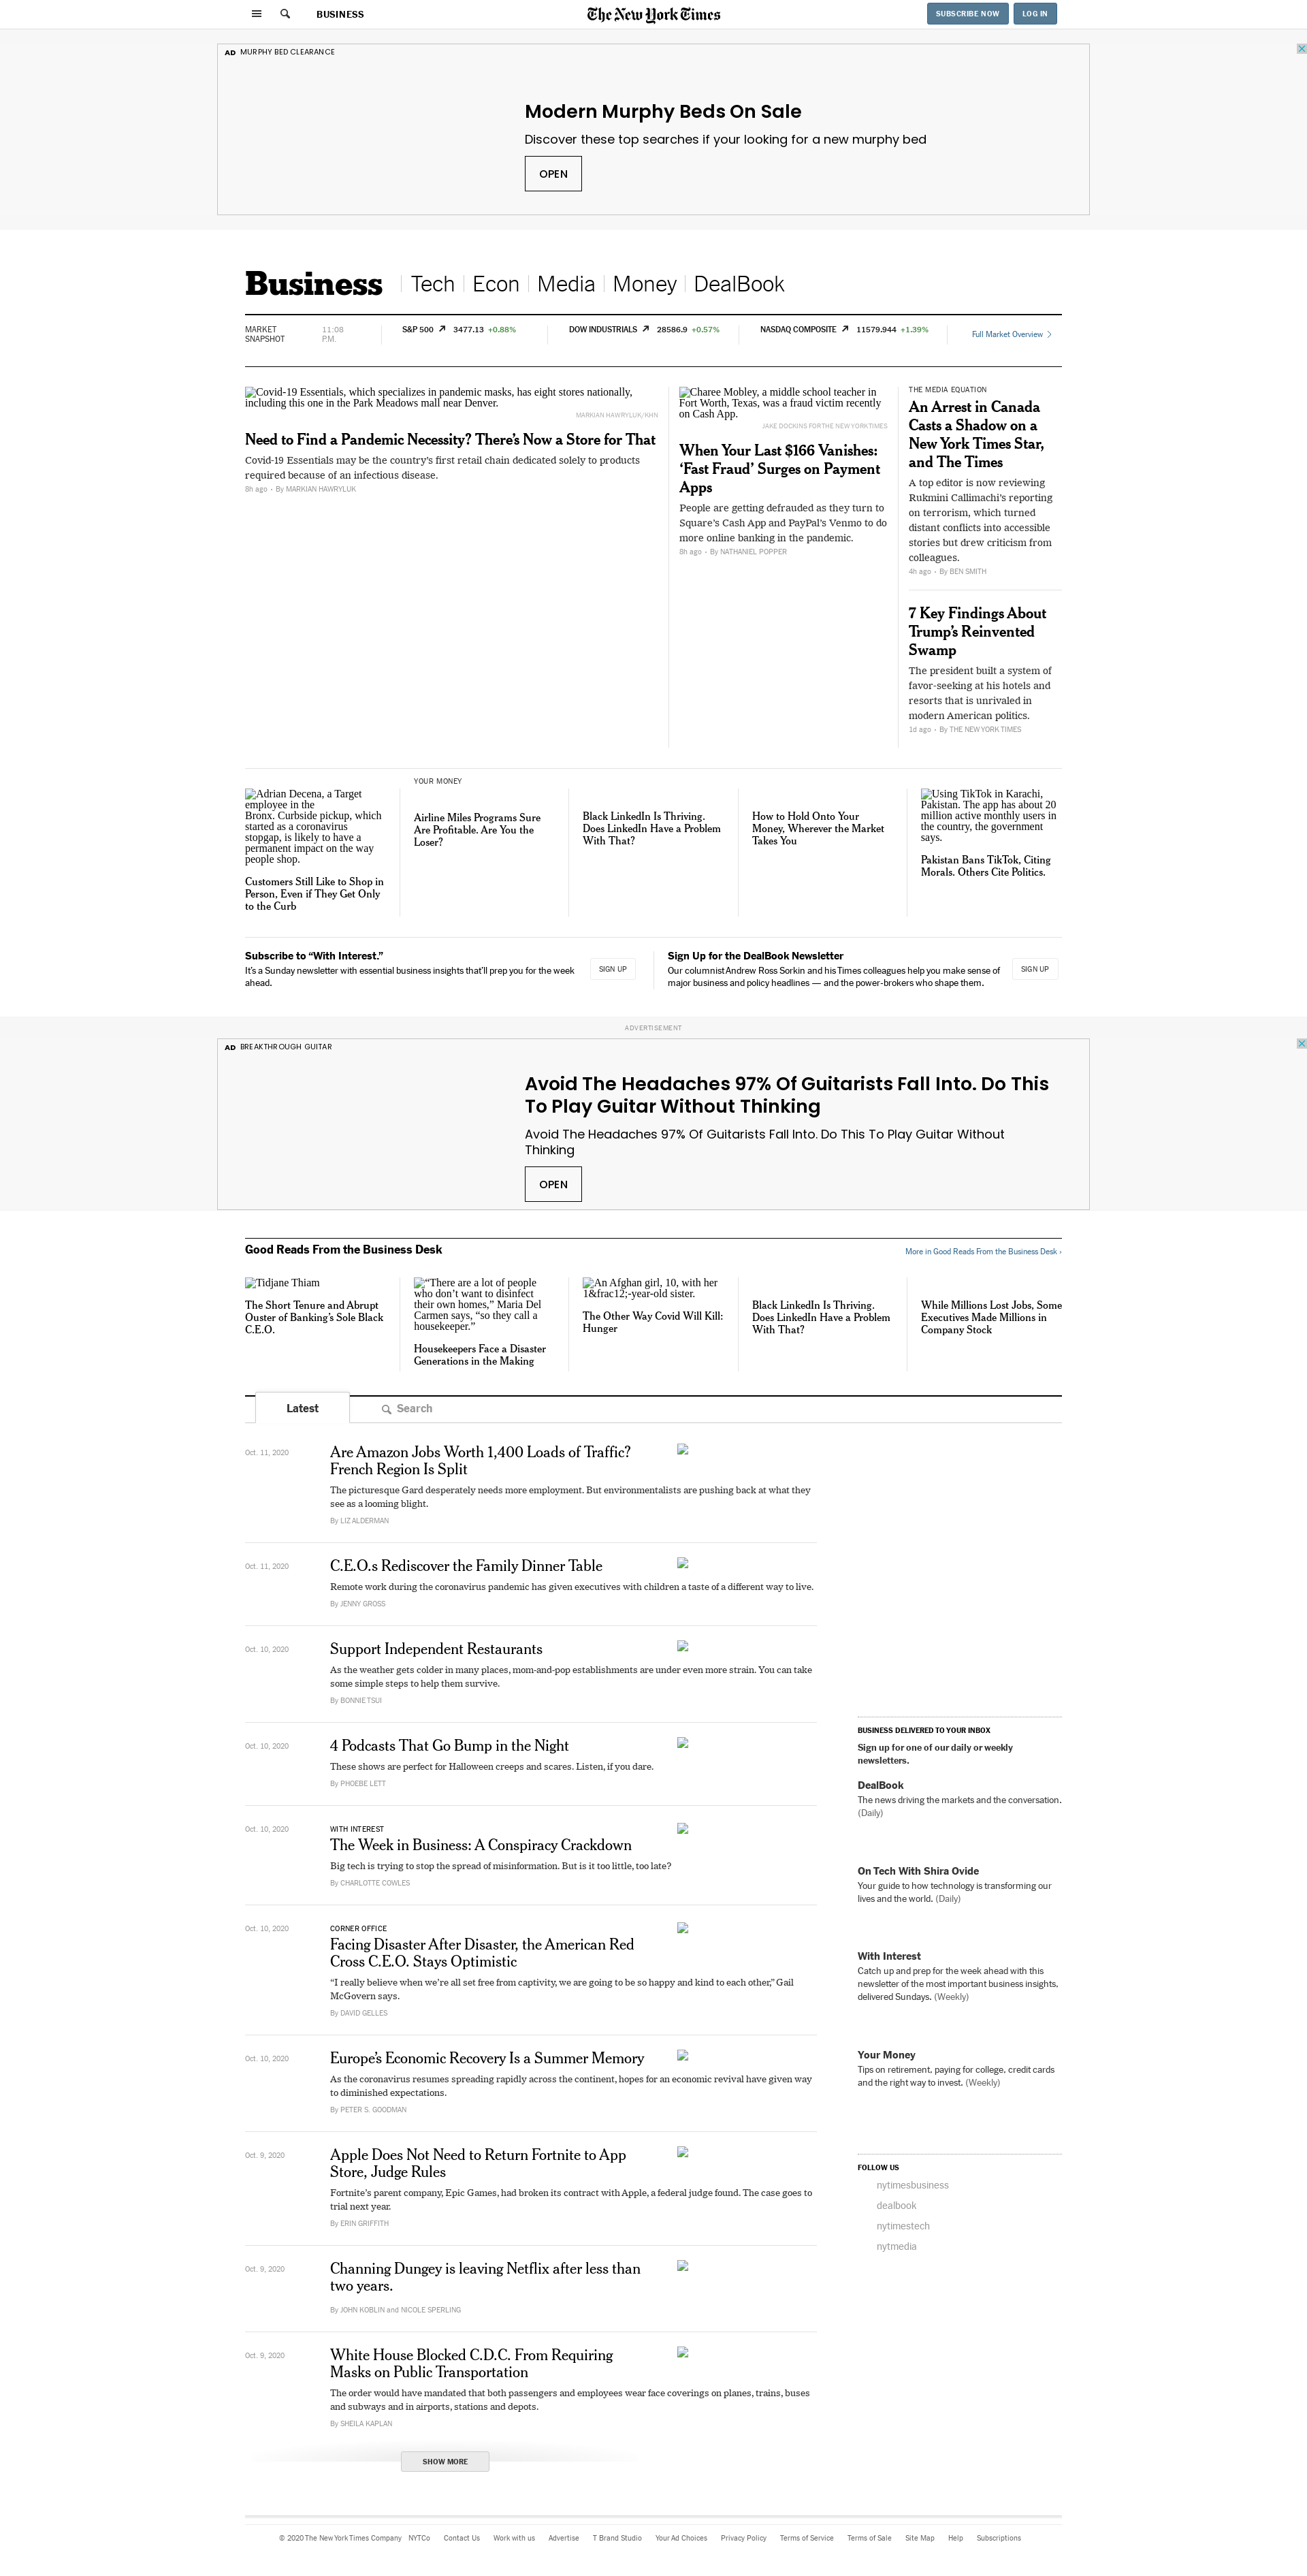 BUSINESS
The New York Times
SUBSCRIBE NOW
LOG IN
AD MURPHY BED CLEARANCE
Modern Murphy Beds On Sale
Discover these top searches if your looking for a new murphy bed
OPEN
Business
Tech
Econ
Media
Money
DealBook
MARKET
SNAPSHOT
11:08
P.M.
S&P 500 3477.13 +0.88%
DOW INDUSTRIALS 28586.9 +0.57%
NASDAQ COMPOSITE 11579.944 +1.39%
Full Market Overview
Covid-19 Essentials, which specializes in pandemic masks, has eight stores nationally,
including this one in the Park Meadows mall near Denver.
MARKIAN HAWRYLUK/KHN
Need to Find a Pandemic Necessity? There’s Now a Store for That
Covid-19 Essentials may be the country’s first retail chain dedicated solely to products
required because of an infectious disease.
8h ago • By MARKIAN HAWRYLUK
Charee Mobley, a middle school teacher in
Fort Worth, Texas, was a fraud victim recently
on Cash App.
JAKE DOCKINS FOR THE NEW YORK TIMES
When Your Last $166 Vanishes:
‘Fast Fraud’ Surges on Payment
Apps
People are getting defrauded as they turn to
Square’s Cash App and PayPal’s Venmo to do
more online banking in the pandemic.
8h ago • By NATHANIEL POPPER
THE MEDIA EQUATION
An Arrest in Canada
Casts a Shadow on a
New York Times Star,
and The Times
A top editor is now reviewing
Rukmini Callimachi’s reporting
on terrorism, which turned
distant conflicts into accessible
stories but drew criticism from
colleagues.
4h ago • By BEN SMITH
7 Key Findings About
Trump’s Reinvented
Swamp
The president built a system of
favor-seeking at his hotels and
resorts that is unrivaled in
modern American politics.
1d ago • By THE NEW YORK TIMES
Adrian Decena, a Target
employee in the
Bronx. Curbside pickup, which
started as a coronavirus
stopgap, is likely to have a
permanent impact on the way
people shop.
Customers Still Like to Shop in
Person, Even if They Get Only
to the Curb
YOUR MONEY
Airline Miles Programs Sure
Are Profitable. Are You the
Loser?
Black LinkedIn Is Thriving.
Does LinkedIn Have a Problem
With That?
How to Hold Onto Your
Money, Wherever the Market
Takes You
Using TikTok in Karachi,
Pakistan. The app has about 20
million active monthly users in
the country, the government
says.
Pakistan Bans TikTok, Citing
Morals. Others Cite Politics.
Subscribe to “With Interest.”
It’s a Sunday newsletter with essential business insights that’ll prep you for the week
ahead.
SIGN UP
Sign Up for the DealBook Newsletter
Our columnist Andrew Ross Sorkin and his Times colleagues help you make sense of
major business and policy headlines — and the power-brokers who shape them.
SIGN UP
ADVERTISEMENT
AD BREAKTHROUGH GUITAR
Avoid The Headaches 97% Of Guitarists Fall Into. Do This
To Play Guitar Without Thinking
Avoid The Headaches 97% Of Guitarists Fall Into. Do This To Play Guitar Without
Thinking
OPEN
Good Reads From the Business Desk
More in Good Reads From the Business Desk ›
Tidjane Thiam
The Short Tenure and Abrupt
Ouster of Banking’s Sole Black
C.E.O.
“There are a lot of people
who don’t want to disinfect
their own homes,” Maria Del
Carmen says, “so they call a
housekeeper.”
Housekeepers Face a Disaster
Generations in the Making
An Afghan girl, 10, with her
1&frac12;-year-old sister.
The Other Way Covid Will Kill:
Hunger
Black LinkedIn Is Thriving.
Does LinkedIn Have a Problem
With That?
While Millions Lost Jobs, Some
Executives Made Millions in
Company Stock
Latest
Search
Oct. 11, 2020
Are Amazon Jobs Worth 1,400 Loads of Traffic?
French Region Is Split
The picturesque Gard desperately needs more employment. But environmentalists are pushing back at what they
see as a looming blight.
By LIZ ALDERMAN
Oct. 11, 2020
C.E.O.s Rediscover the Family Dinner Table
Remote work during the coronavirus pandemic has given executives with children a taste of a different way to live.
By JENNY GROSS
Oct. 10, 2020
Support Independent Restaurants
As the weather gets colder in many places, mom-and-pop establishments are under even more strain. You can take
some simple steps to help them survive.
By BONNIE TSUI
Oct. 10, 2020
4 Podcasts That Go Bump in the Night
These shows are perfect for Halloween creeps and scares. Listen, if you dare.
By PHOEBE LETT
Oct. 10, 2020
WITH INTEREST
The Week in Business: A Conspiracy Crackdown
Big tech is trying to stop the spread of misinformation. But is it too little, too late?
By CHARLOTTE COWLES
Oct. 10, 2020
CORNER OFFICE
Facing Disaster After Disaster, the American Red
Cross C.E.O. Stays Optimistic
“I really believe when we’re all set free from captivity, we are going to be so happy and kind to each other,” Gail
McGovern says.
By DAVID GELLES
Oct. 10, 2020
Europe’s Economic Recovery Is a Summer Memory
As the coronavirus resumes spreading rapidly across the continent, hopes for an economic revival have given way
to diminished expectations.
By PETER S. GOODMAN
Oct. 9, 2020
Apple Does Not Need to Return Fortnite to App
Store, Judge Rules
Fortnite’s parent company, Epic Games, had broken its contract with Apple, a federal judge found. The case goes to
trial next year.
By ERIN GRIFFITH
Oct. 9, 2020
Channing Dungey is leaving Netflix after less than
two years.
By JOHN KOBLIN and NICOLE SPERLING
Oct. 9, 2020
White House Blocked C.D.C. From Requiring
Masks on Public Transportation
The order would have mandated that both passengers and employees wear face coverings on planes, trains, buses
and subways and in airports, stations and depots.
By SHEILA KAPLAN
SHOW MORE
BUSINESS DELIVERED TO YOUR INBOX
Sign up for one of our daily or weekly
newsletters.
DealBook
The news driving the markets and the conversation.
(Daily)
On Tech With Shira Ovide
Your guide to how technology is transforming our
lives and the world. (Daily)
With Interest
Catch up and prep for the week ahead with this
newsletter of the most important business insights,
delivered Sundays. (Weekly)
Your Money
Tips on retirement, paying for college, credit cards
and the right way to invest. (Weekly)
FOLLOW US
nytimesbusiness
dealbook
nytimestech
nytmedia
© 2020 The New York Times Company NYTCo Contact Us Work with us Advertise T Brand Studio Your Ad Choices Privacy Policy Terms of Service Terms of Sale Site Map Help Subscriptions